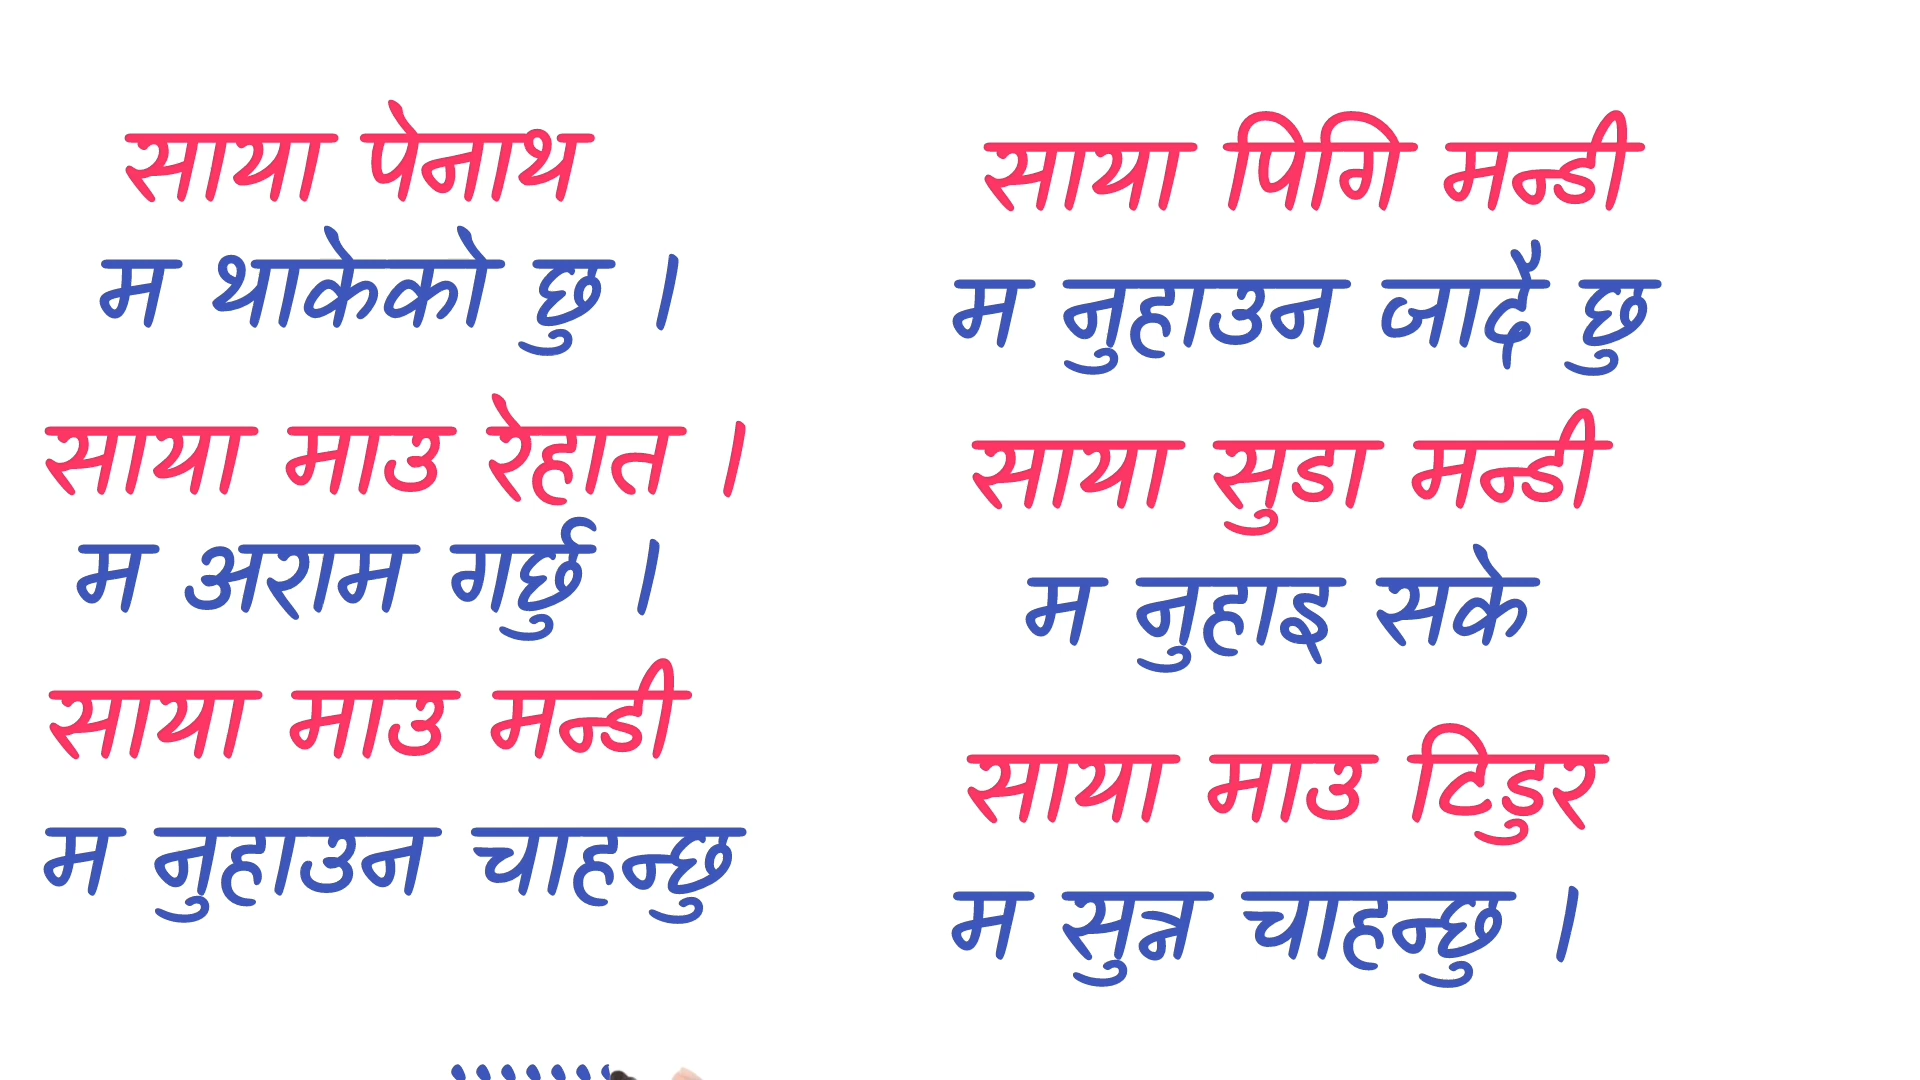 साया पेनाथ
म थाकेको छु ।
साया माउ रेहात ।
म अराम गर्छु ।
साया माउ मन्डी
म नुहाउन चाहन्छु
साया पिगि मन्डी
म नुहाउन जादै छु
साया सुडा मन्डी
म नुहाइ सके
साया माउ टिडुर
म सुन्न चाहन्छु ।